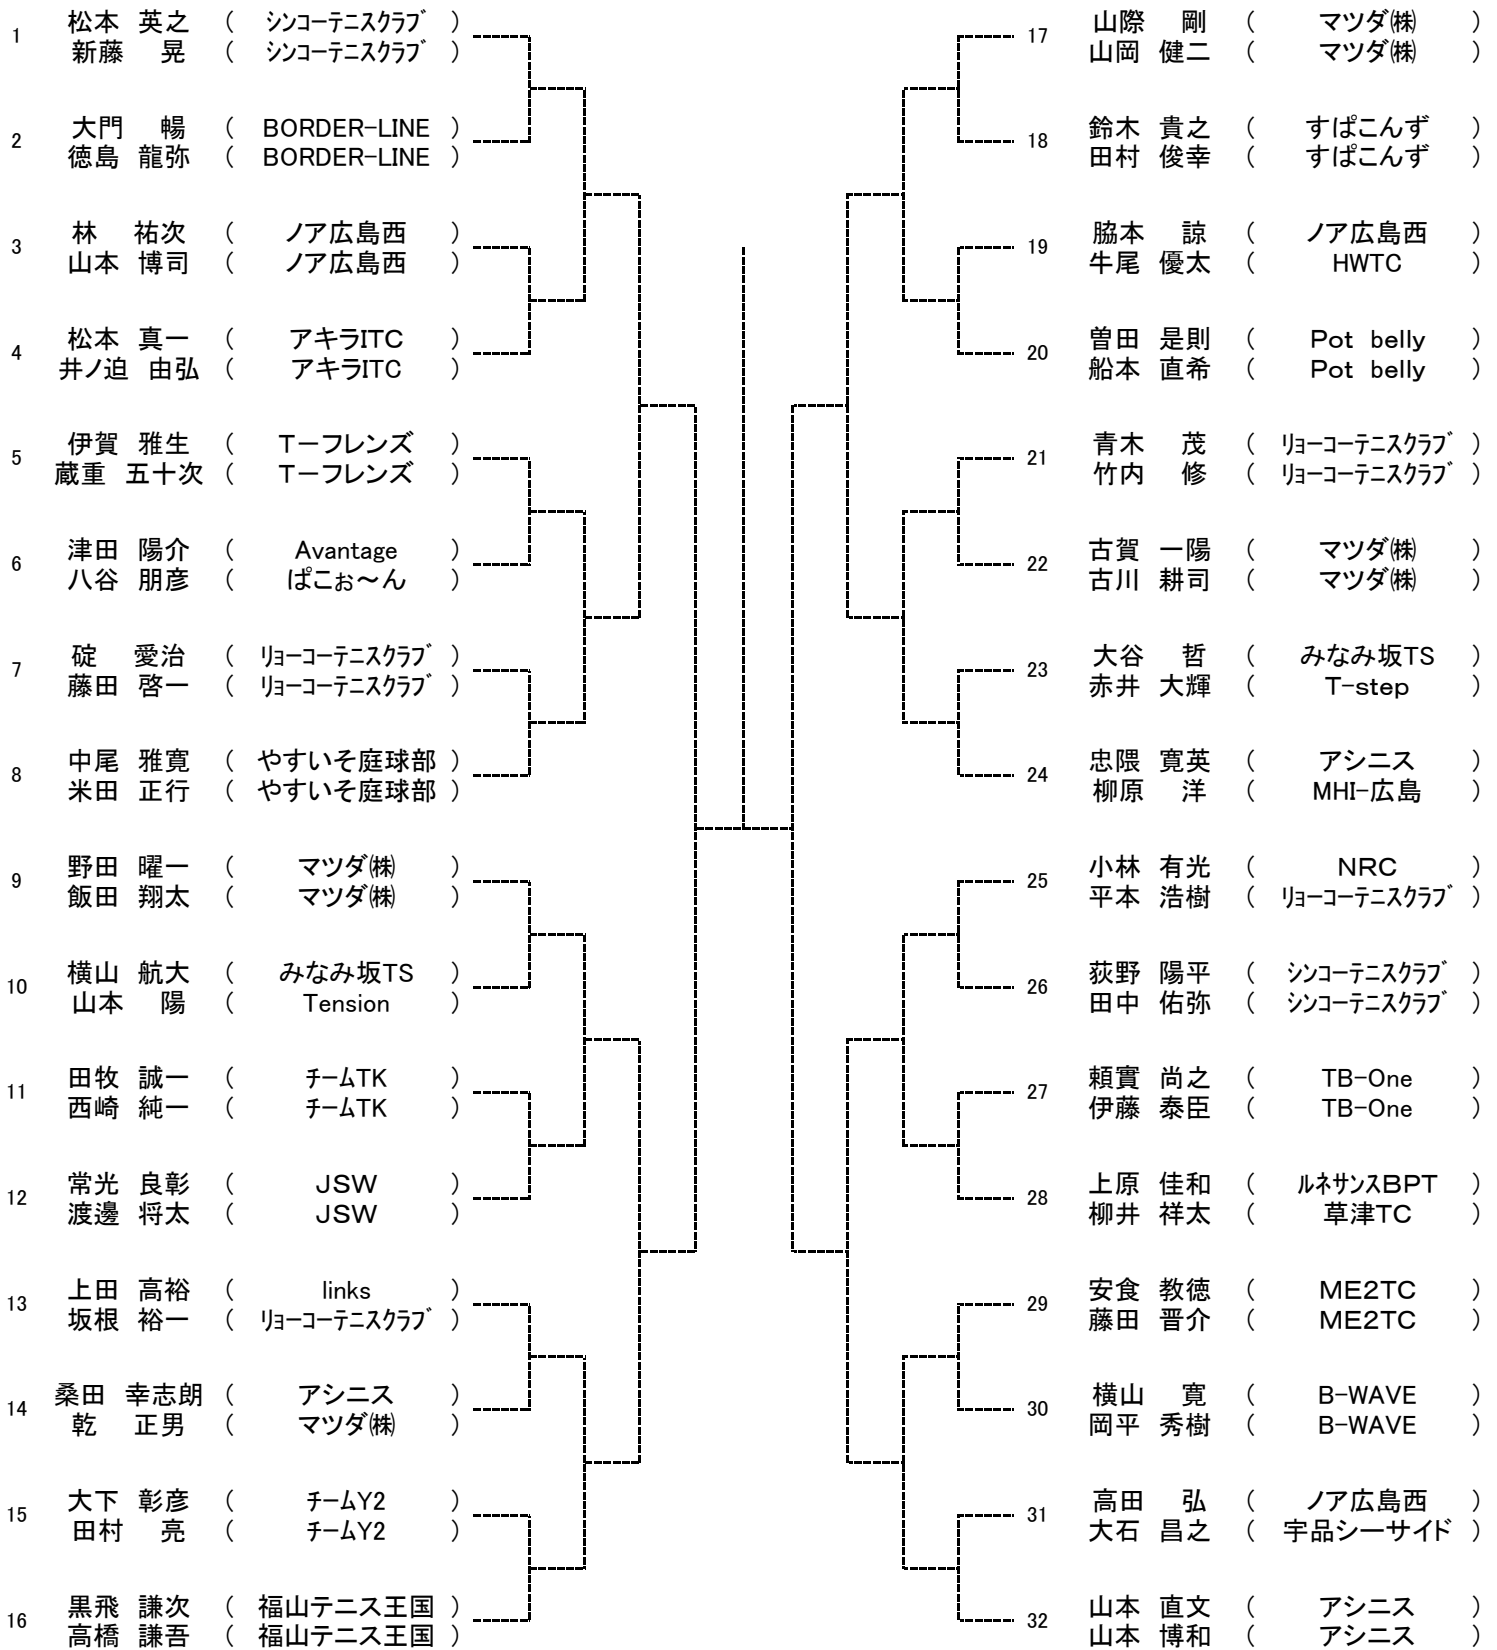 1 松本 英之 ( ｼﾝｺｰﾃﾆｽｸﾗﾌﾞ )
新藤 晃 ( ｼﾝｺｰﾃﾆｽｸﾗﾌﾞ )
2 大門 暢 ( BORDER-LINE )
徳島 龍弥 ( BORDER-LINE )
3 林 祐次 ( ノア広島西 )
山本 博司 ( ノア広島西 )
4 松本 真一 ( アキラITC )
井ノ迫 由弘 ( アキラITC )
5 伊賀 雅生 ( Tーフレンズ )
蔵重 五十次 ( Tーフレンズ )
6 津田 陽介 ( Avantage )
八谷 朋彦 ( ぱこぉ～ん )
7 碇 愛治 ( ﾘｮｰｺｰﾃﾆｽｸﾗﾌﾞ )
藤田 啓一 ( ﾘｮｰｺｰﾃﾆｽｸﾗﾌﾞ )
8 中尾 雅寛 ( やすいそ庭球部 )
米田 正行 ( やすいそ庭球部 )
9 野田 曜一 ( マツダ㈱ )
飯田 翔太 ( マツダ㈱ )
10 横山 航大 ( みなみ坂TS )
山本 陽 ( Tension )
11 田牧 誠一 ( ﾁｰﾑTK )
西崎 純一 ( ﾁｰﾑTK )
12 常光 良彰 ( JSW )
渡邊 将太 ( JSW )
13 上田 高裕 ( links )
坂根 裕一 ( ﾘｮｰｺｰﾃﾆｽｸﾗﾌﾞ )
14 桑田 幸志朗 ( アシニス )
乾 正男 ( マツダ㈱ )
15 大下 彰彦 ( ﾁｰﾑY2 )
田村 亮 ( ﾁｰﾑY2 )
16 黒飛 謙次 ( 福山テニス王国 )
高橋 謙吾 ( 福山テニス王国 )
17 山際 剛 ( マツダ㈱ )
山岡 健二 ( マツダ㈱ )
18 鈴木 貴之 ( すぱこんず )
田村 俊幸 ( すぱこんず )
19 脇本 諒 ( ノア広島西 )
牛尾 優太 ( HWTC )
20 曽田 是則 ( Pot belly )
船本 直希 ( Pot belly )
21 青木 茂 ( ﾘｮｰｺｰﾃﾆｽｸﾗﾌﾞ )
竹内 修 ( ﾘｮｰｺｰﾃﾆｽｸﾗﾌﾞ )
22 古賀 一陽 ( マツダ㈱ )
古川 耕司 ( マツダ㈱ )
23 大谷 哲 ( みなみ坂TS )
赤井 大輝 ( T-step )
24 忠隈 寛英 ( アシニス )
柳原 洋 ( MHI-広島 )
25 小林 有光 ( NRC )
平本 浩樹 ( ﾘｮｰｺｰﾃﾆｽｸﾗﾌﾞ )
26 荻野 陽平 ( ｼﾝｺｰﾃﾆｽｸﾗﾌﾞ )
田中 佑弥 ( ｼﾝｺｰﾃﾆｽｸﾗﾌﾞ )
27 頼實 尚之 ( TB-One )
伊藤 泰臣 ( TB-One )
28 上原 佳和 ( ﾙﾈｻﾝｽBPT )
柳井 祥太 ( 草津TC )
29 安食 教徳 ( ME2TC )
藤田 晋介 ( ME2TC )
30 横山 寛 ( B-WAVE )
岡平 秀樹 ( B-WAVE )
31 高田 弘 ( ノア広島西 )
大石 昌之 ( 宇品シーサイド )
32 山本 直文 ( アシニス )
山本 博和 ( アシニス )